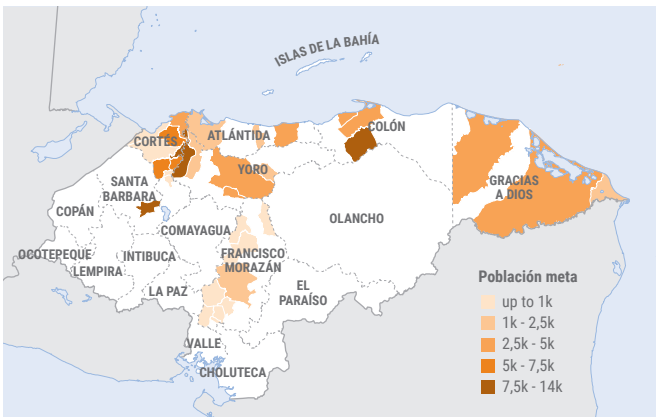 ISLAS DE LA BAHÍA
CORTÉS
ATLÁNTIDA
COLÓN
YORO
SANTA
BARBARA
GRACIAS
A DIOS
COPÁN
OLANCHO
COMAYAGUA
OCOTEPEQUE
INTIBUCA
FRANCISCO
MORAZÁN
LEMPIRA
LA PAZ
EL
PARAÍSO
VALLE
CHOLUTECA
Población meta
up to 1k
1k - 2,5k
2,5k - 5k
5k - 7,5k
7,5k - 14k